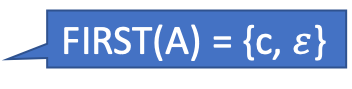 FIRST(A) = {c, 𝜀}